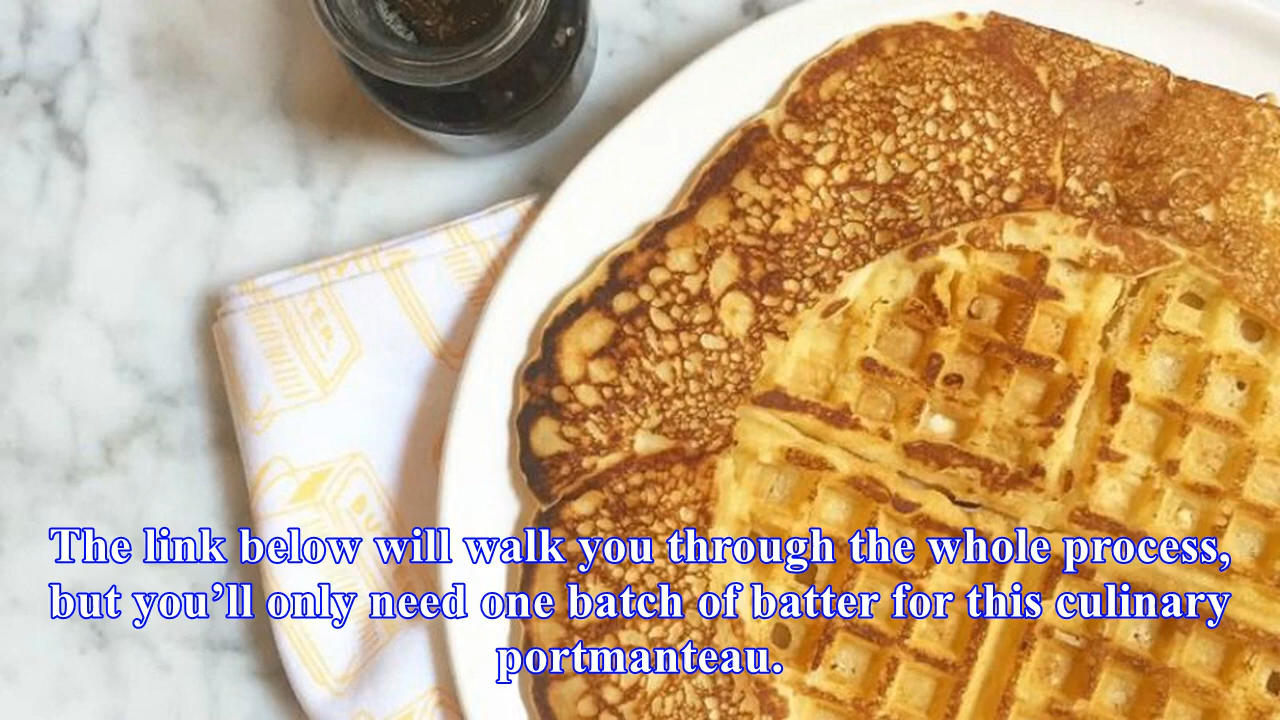 The link below will walk you through the whole process,
but you’ll only need one batch of batter for this culinary
portmanteau.